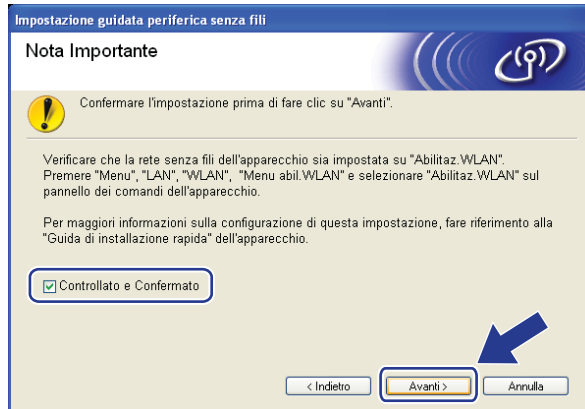 Impostazione guidata periferica senza fili
Nota Importante
Confermare l'impostazione prima di fare clic su "Avanti".
Verificare che la rete senza fili dell'apparecchio sia impostata su "Abilitaz.WLAN".
Premere "Menu", "LAN", "WLAN", "Menu abil.WLAN" e selezionare "Abilitaz.WLAN" sul
pannello dei comandi dell'apparecchio.
Per maggiori informazioni sulla configurazione di questa impostazione, fare riferimento alla
"Guida di installazione rapida" dell'apparecchio.
Controllato e Confermato
< Indietro
Avanti >
Annulla